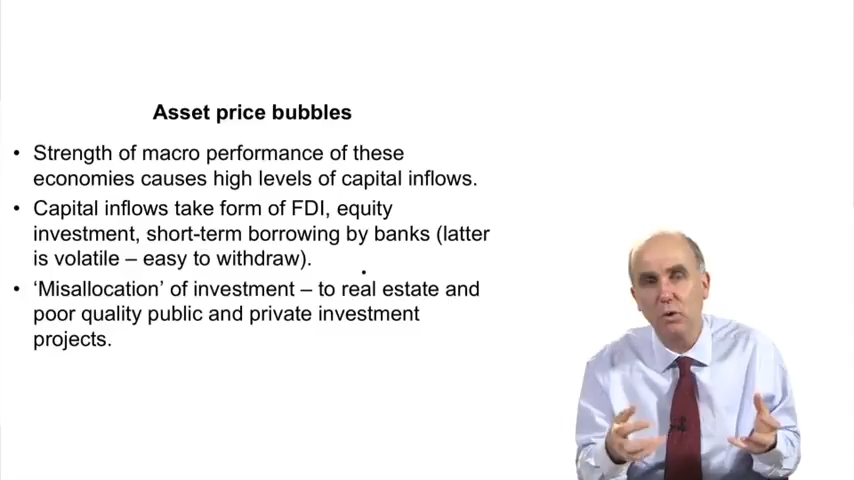 Asset price bubbles
• Strength of macro performance of these
economies causes high levels of capital inflows.
• Capital inflows take form of FDI, equity
investment, short-term borrowing by banks (latter
is volatile – easy to withdraw).
• ‘Misallocation’ of investment – to real estate and
poor quality public and private investment
projects.